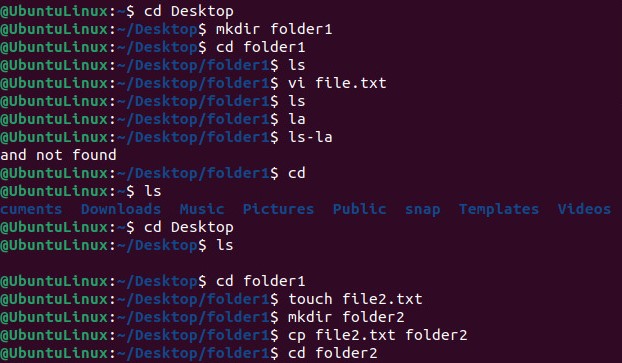 @UbuntuLinux:~$ cd Desktop
@UbuntuLinux:~/Desktop$ mkdir folder1
@UbuntuLinux:~/Desktop$ cd folder1
@UbuntuLinux:~/Desktop/folder1$ ls
@UbuntuLinux:~/Desktop/folder1$ vi file.txt
@UbuntuLinux:~/Desktop/folder1$ ls
@UbuntuLinux:~/Desktop/folder1$ la
@UbuntuLinux:~/Desktop/folder1$ ls-la
and not found
@UbuntuLinux:~/Desktop/folder1$ cd
@UbuntuLinux:~$ ls
cuments Downloads Music Pictures Public snap Templates Videos
@UbuntuLinux:~$ cd Desktop
@UbuntuLinux:~/Desktop$ ls
@UbuntuLinux:~/Desktop$ cd folder1
@UbuntuLinux:~/Desktop/folder1$ touch file2.txt
@UbuntuLinux:~/Desktop/folder1$ mkdir folder2
@UbuntuLinux:~/Desktop/folder1$ cp file2.txt folder2
@UbuntuLinux:~/Desktop/folder1$ cd folder2